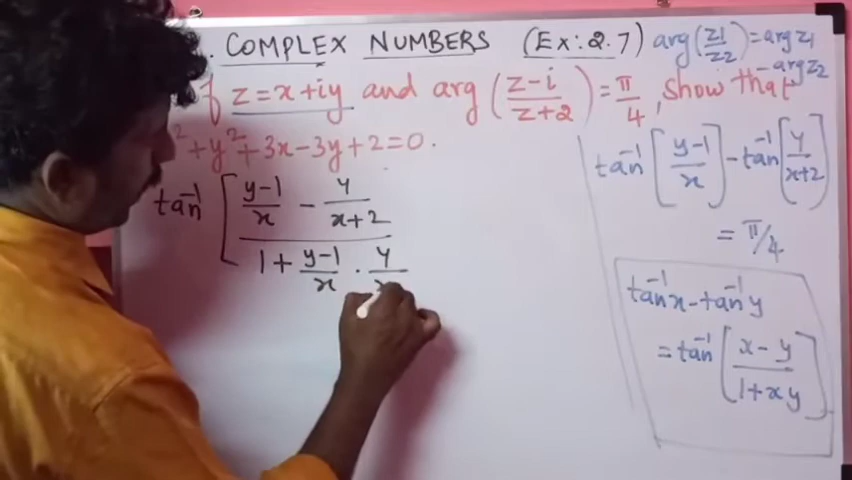 . COMPLEX NUMBERS (Ex: 2.7) arg(z1/z2) = arg z1
- arg z2
f z = x + iy and arg ( (z-i)/(z+2) ) = π/4, show that
² + y² + 3x - 3y + 2 = 0.
tan⁻¹ [ ( (y-1)/x - y/(x+2) ) / ( 1 + (y-1)/x · y/
tan⁻¹ [ (y-1)/x ] - tan⁻¹ [ y/(x+2) ]
= π/4
tan⁻¹x - tan⁻¹y
= tan⁻¹ [ (x-y)/(1+xy) ]